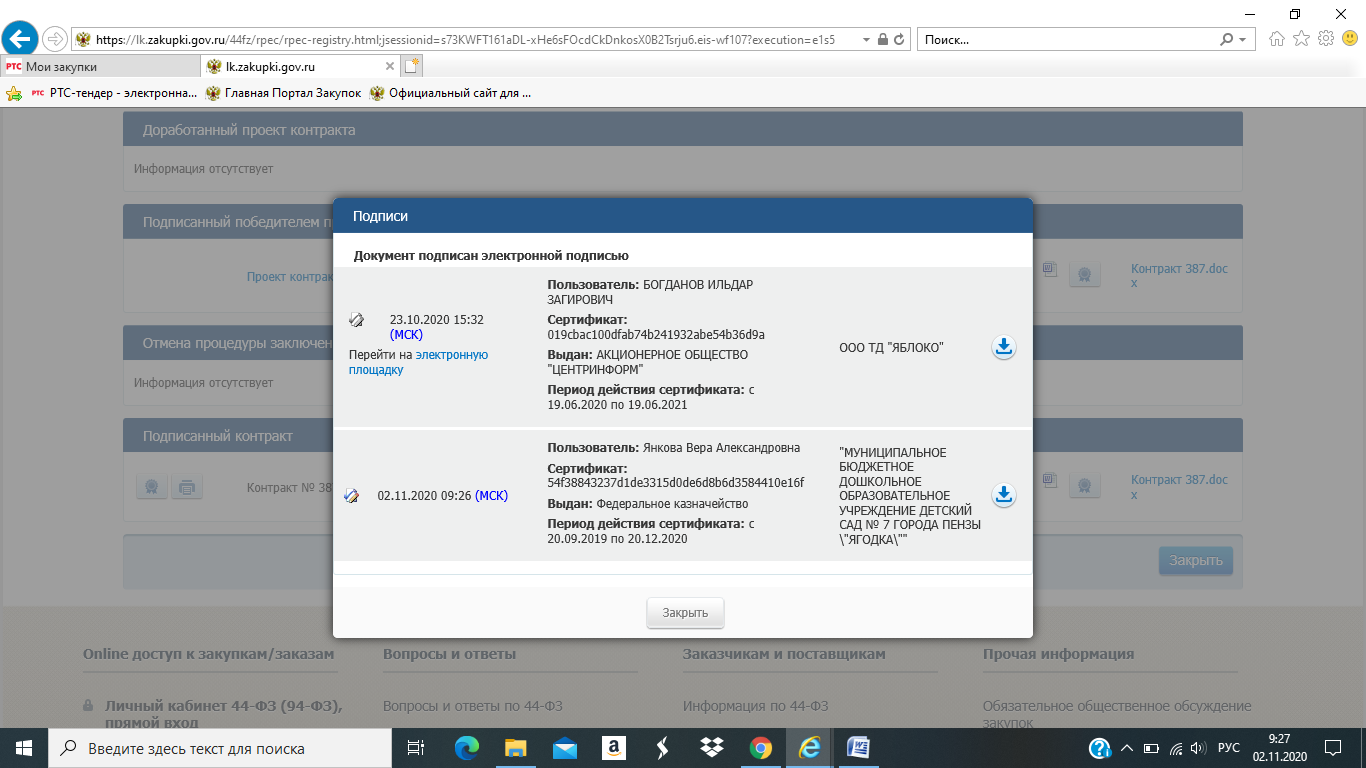 https://lk.zakupki.gov.ru/44fz/rpec/rpec-registry.html;jsessionid=s73KWFT161aDL-xHe6sFOcdCkDnkosX0B2Tsrju6.eis-wf107?execution=e1s5
Поиск...
РТС Мои закупки
lk.zakupki.gov.ru
РТС РТС-тендер - электронна...
Главная Портал Закупок
Официальный сайт для ...
Доработанный проект контракта
Информация отсутствует
Подписанный победителем п
Проект контрак
Контракт 387.doc
x
Отмена процедуры заключен
Информация отсутствует
Подписанный контракт
Контракт № 38
Контракт 387.doc
x
Закрыть
Подписи
Документ подписан электронной подписью
23.10.2020 15:32
(МСК)
Перейти на электронную
площадку
Пользователь: БОГДАНОВ ИЛЬДАР
ЗАГИРОВИЧ
Сертификат:
019cbac100dfab74b241932abe54b36d9a
Выдан: АКЦИОНЕРНОЕ ОБЩЕСТВО
"ЦЕНТРИНФОРМ"
Период действия сертификата: с
19.06.2020 по 19.06.2021
ООО ТД "ЯБЛОКО"
02.11.2020 09:26 (МСК)
Пользователь: Янкова Вера Александровна
Сертификат:
54f38843237d1de3315d0de6d8b6d3584410e16f
Выдан: Федеральное казначейство
Период действия сертификата: с
20.09.2019 по 20.12.2020
"МУНИЦИПАЛЬНОЕ
БЮДЖЕТНОЕ
ДОШКОЛЬНОЕ
ОБРАЗОВАТЕЛЬНОЕ
УЧРЕЖДЕНИЕ ДЕТСКИЙ
САД № 7 ГОРОДА ПЕНЗЫ
\"ЯГОДКА\""
Закрыть
Online доступ к закупкам/заказам
Вопросы и ответы
Заказчикам и поставщикам
Прочая информация
Личный кабинет 44-ФЗ (94-ФЗ),
прямой вход
Вопросы и ответы по 44-ФЗ
Информация по 44-ФЗ
Обязательное общественное обсуждение
закупок
Введите здесь текст для поиска
РУС
9:27
02.11.2020